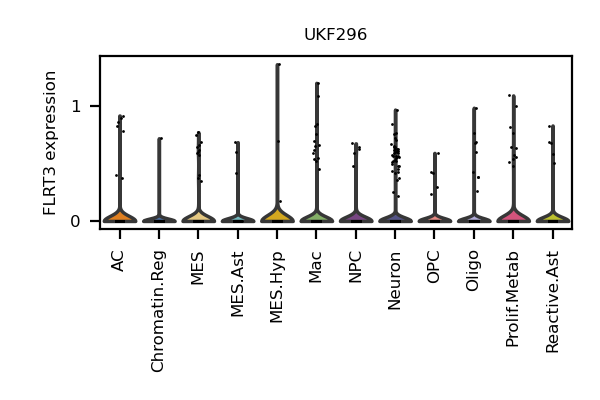 UKF296
FLRT3 expression
1
0
AC
Chromatin.Reg
MES
MES.Ast
MES.Hyp
Mac
NPC
Neuron
OPC
Oligo
Prolif.Metab
Reactive.Ast